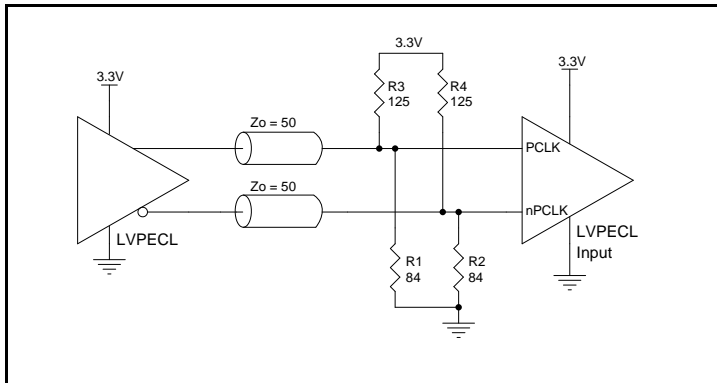 3.3V
3.3V
3.3V
R3
125
R4
125
Zo = 50
PCLK
Zo = 50
nPCLK
LVPECL
LVPECL
Input
R1
84
R2
84